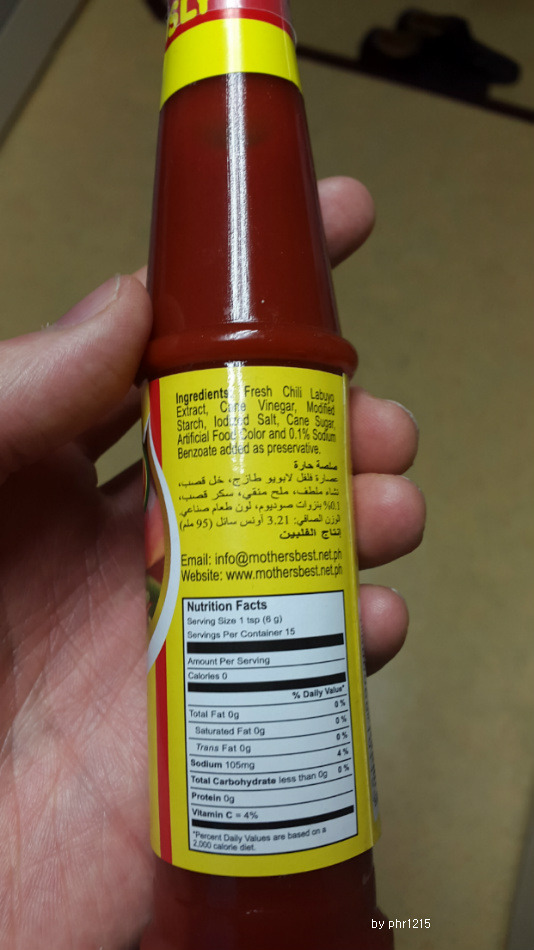 SLY
Ingredients: Fresh Chili Labuyo
Extract, Cane Vinegar, Modified
Starch, Iodized Salt, Cane Sugar,
Artificial Food Color and 0.1% Sodium
Benzoate added as preservative.
صلصة حارة
عصارة فلفل لابويو طازج، خل قصب،
نشاء ملطف، ملح منقي، سكر قصب،
0.1% بنزوات صوديوم، لون طعام صناعي
الوزن الصافي: 3.21 أونس سائل (95 ملم)
إنتاج الفلبين
Email: info@mothersbest.net.ph
Website: www.mothersbest.net.ph
Nutrition Facts
Serving Size 1 tsp (6 g)
Servings Per Container 15
Amount Per Serving
Calories 0
% Daily Value*
Total Fat 0g 0 %
Saturated Fat 0g 0 %
Trans Fat 0g 0 %
Sodium 105mg 4 %
Total Carbohydrate less than 0g 0 %
Protein 0g
Vitamin C = 4%
*Percent Daily Values are based on a
2,000 calorie diet.
by phr1215